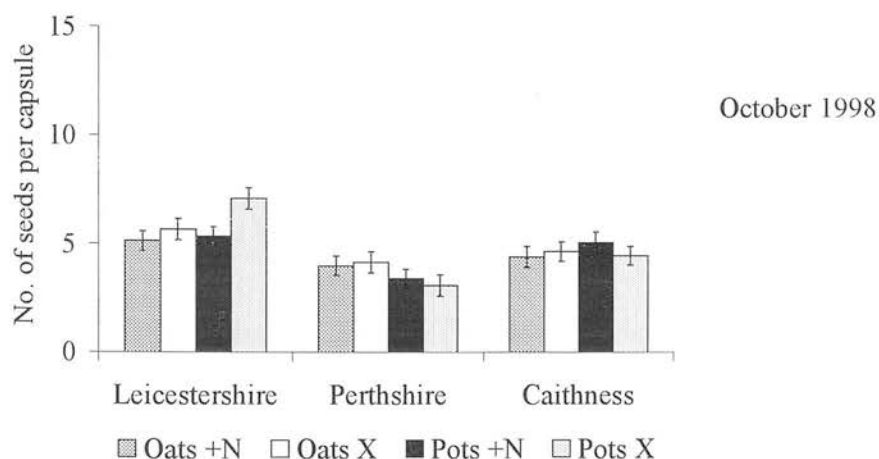 No. of seeds per capsule
15
10
5
0
October 1998
Leicestershire Perthshire Caithness
Oats +N Oats X Pots +N Pots X